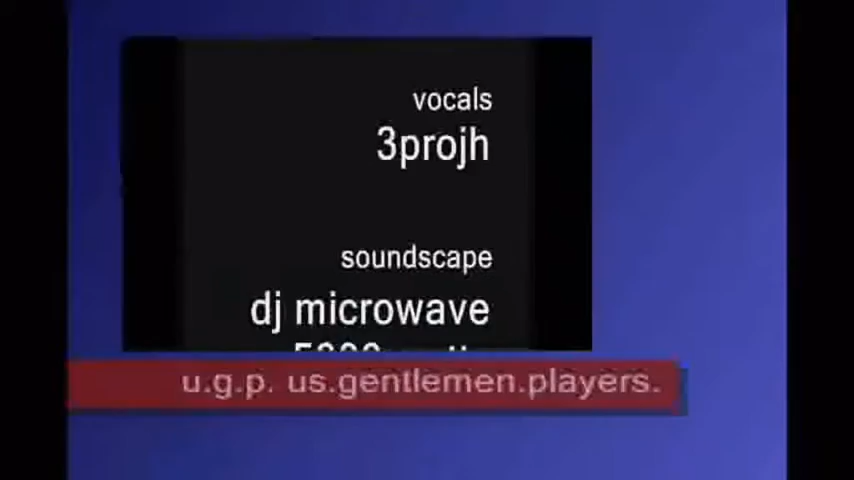 vocals
3projh
soundscape
dj microwave
u.g.p. us.gentlemen.players.